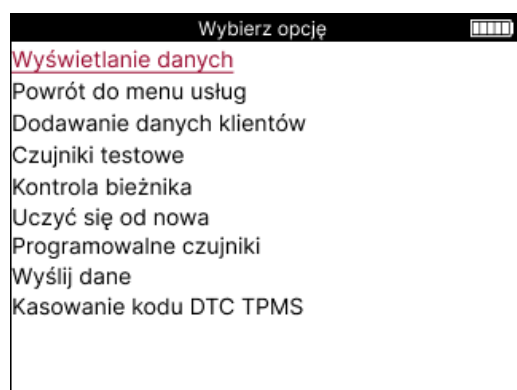 Wybierz opcję
Wyświetlanie danych
Powrót do menu usług
Dodawanie danych klientów
Czujniki testowe
Kontrola bieżnika
Uczyć się od nowa
Programowalne czujniki
Wyślij dane
Kasowanie kodu DTC TPMS